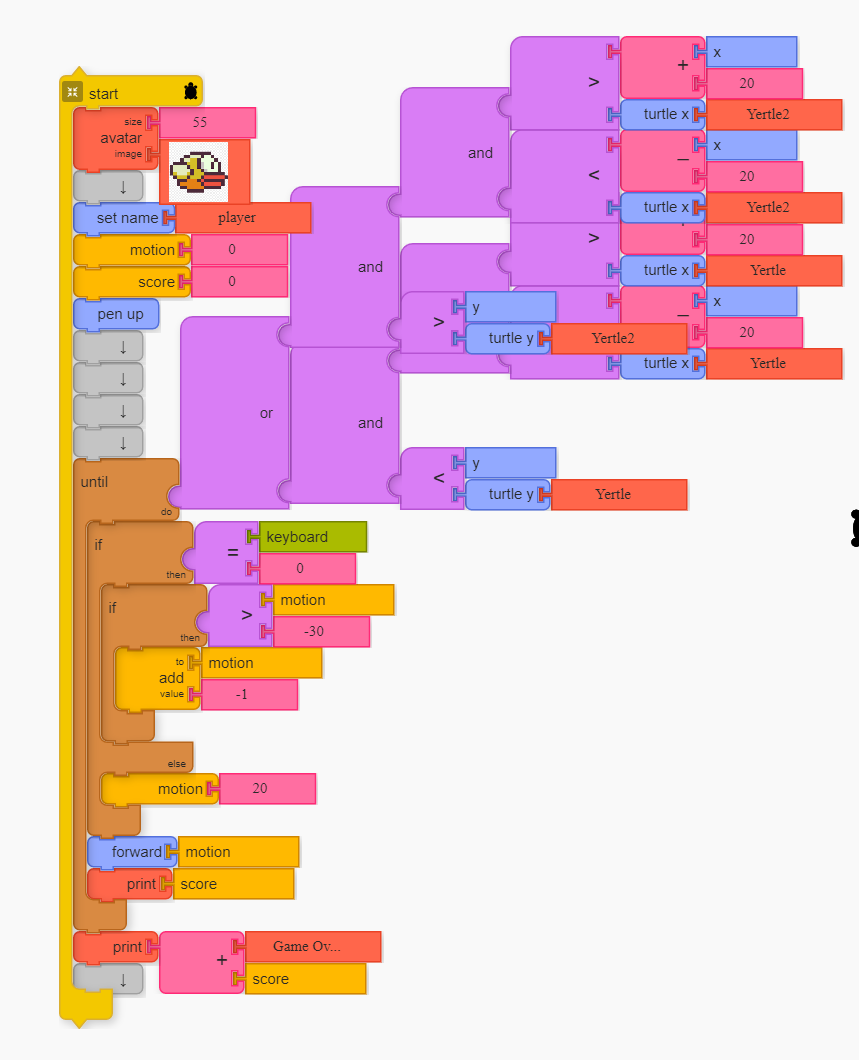 start
size 55
avatar
image
↓
set name player
motion 0
score 0
pen up
↓
↓
↓
↓
until
do
or
and
and
and
> + x
20
turtle x Yertle2
< − x
20
turtle x Yertle2
> 20
turtle x Yertle
− x
20
turtle x Yertle
> y
turtle y Yertle2
< y
turtle y Yertle
if
then
= keyboard
0
if
then
> motion
-30
to motion
add
value -1
else
motion 20
forward motion
print score
print + Game Ov...
score
↓